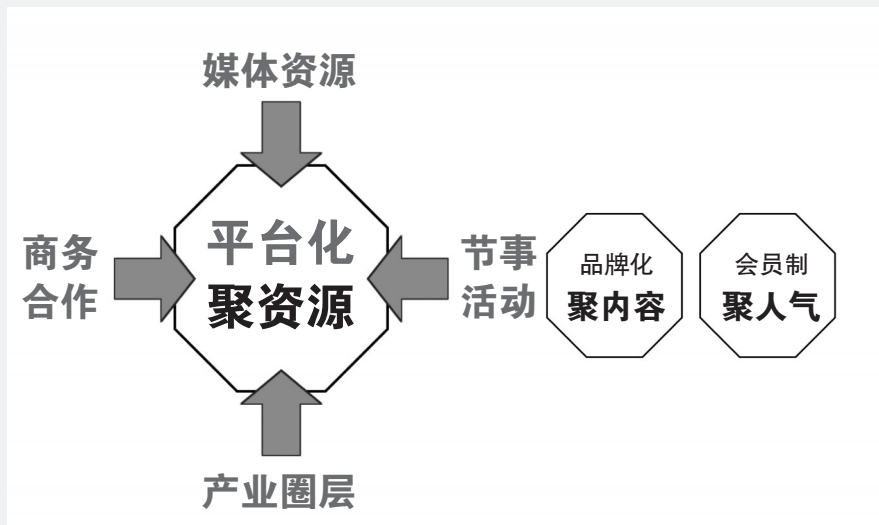 媒体资源
商务
合作
平台化
聚资源
节事
活动
品牌化
聚内容
会员制
聚人气
产业圈层